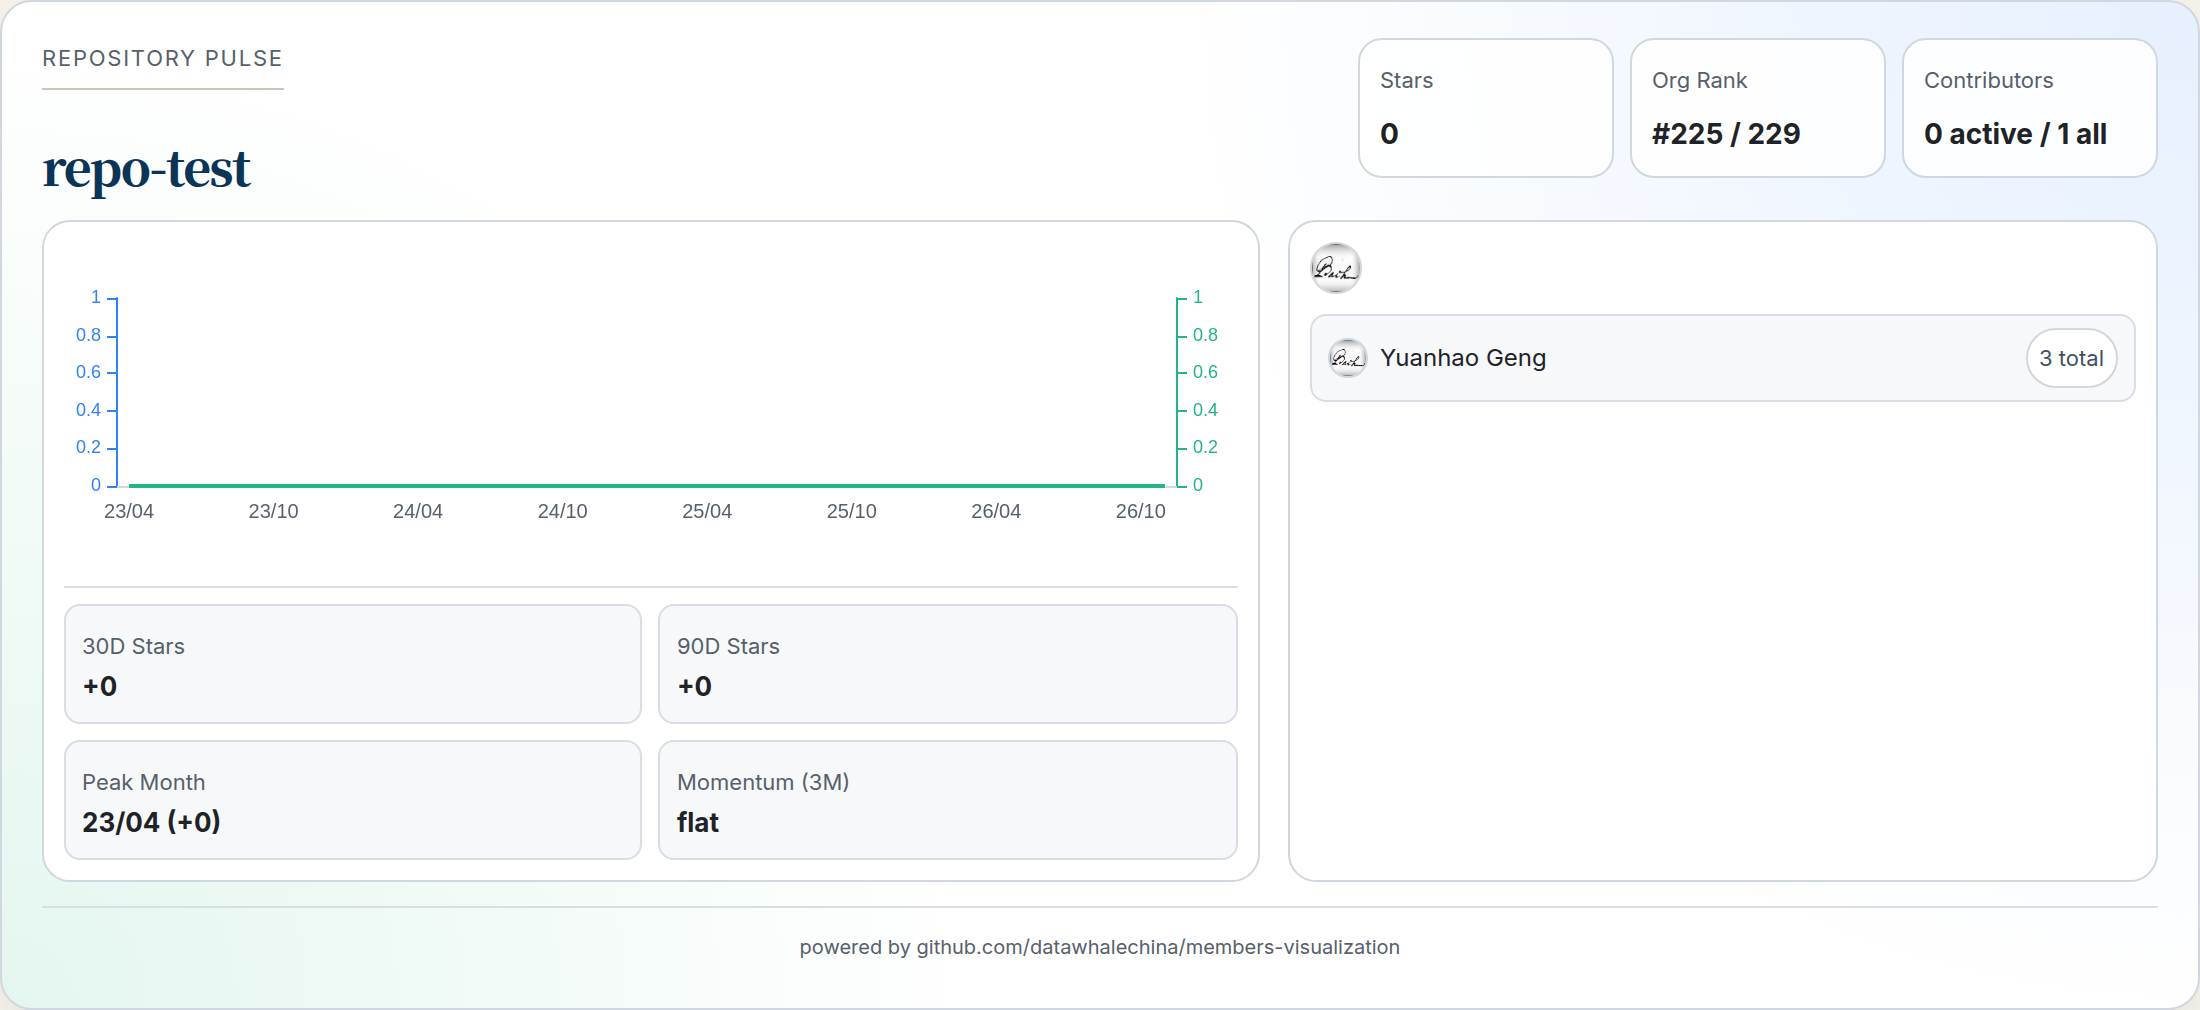 REPOSITORY PULSE
repo-test
Stars
0
Org Rank
#225 / 229
Contributors
0 active / 1 all
1
0.8
0.6
0.4
0.2
0
1
0.8
0.6
0.4
0.2
0
23/04 23/10 24/04 24/10 25/04 25/10 26/04 26/10
30D Stars
+0
90D Stars
+0
Peak Month
23/04 (+0)
Momentum (3M)
flat
Bach
Bach
Yuanhao Geng
3 total
powered by github.com/datawhalechina/members-visualization